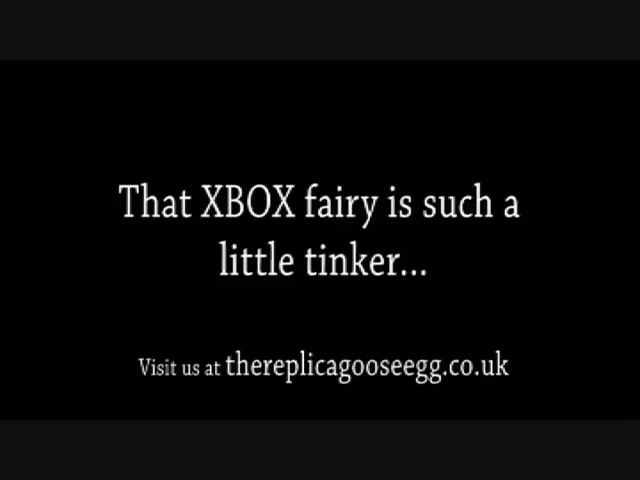 That XBOX fairy is such a
little tinker...
Visit us at thereplicagooseegg.co.uk